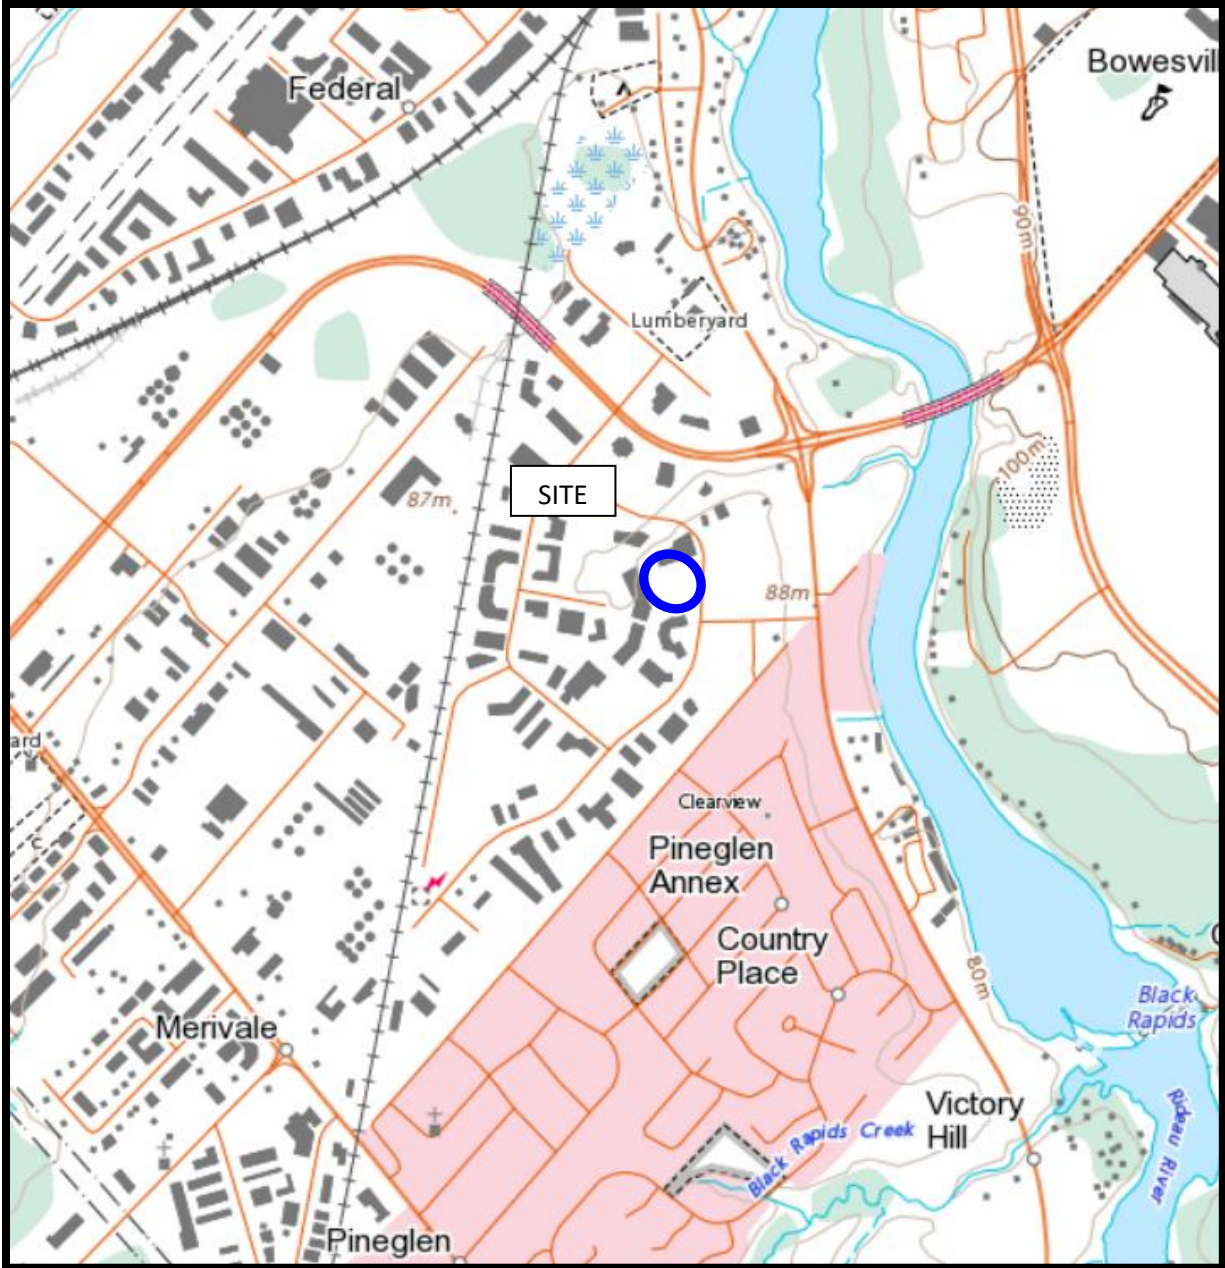 Federal
Bowesvil
90m
Lumberyard
100m
SITE
87m
88m
ard
Clearview
Pineglen
Annex
Country
Place
80m
Black
Rapids
Merivale
Victory
Hill
Black Rapids Creek
Rideau River
Pineglen
C